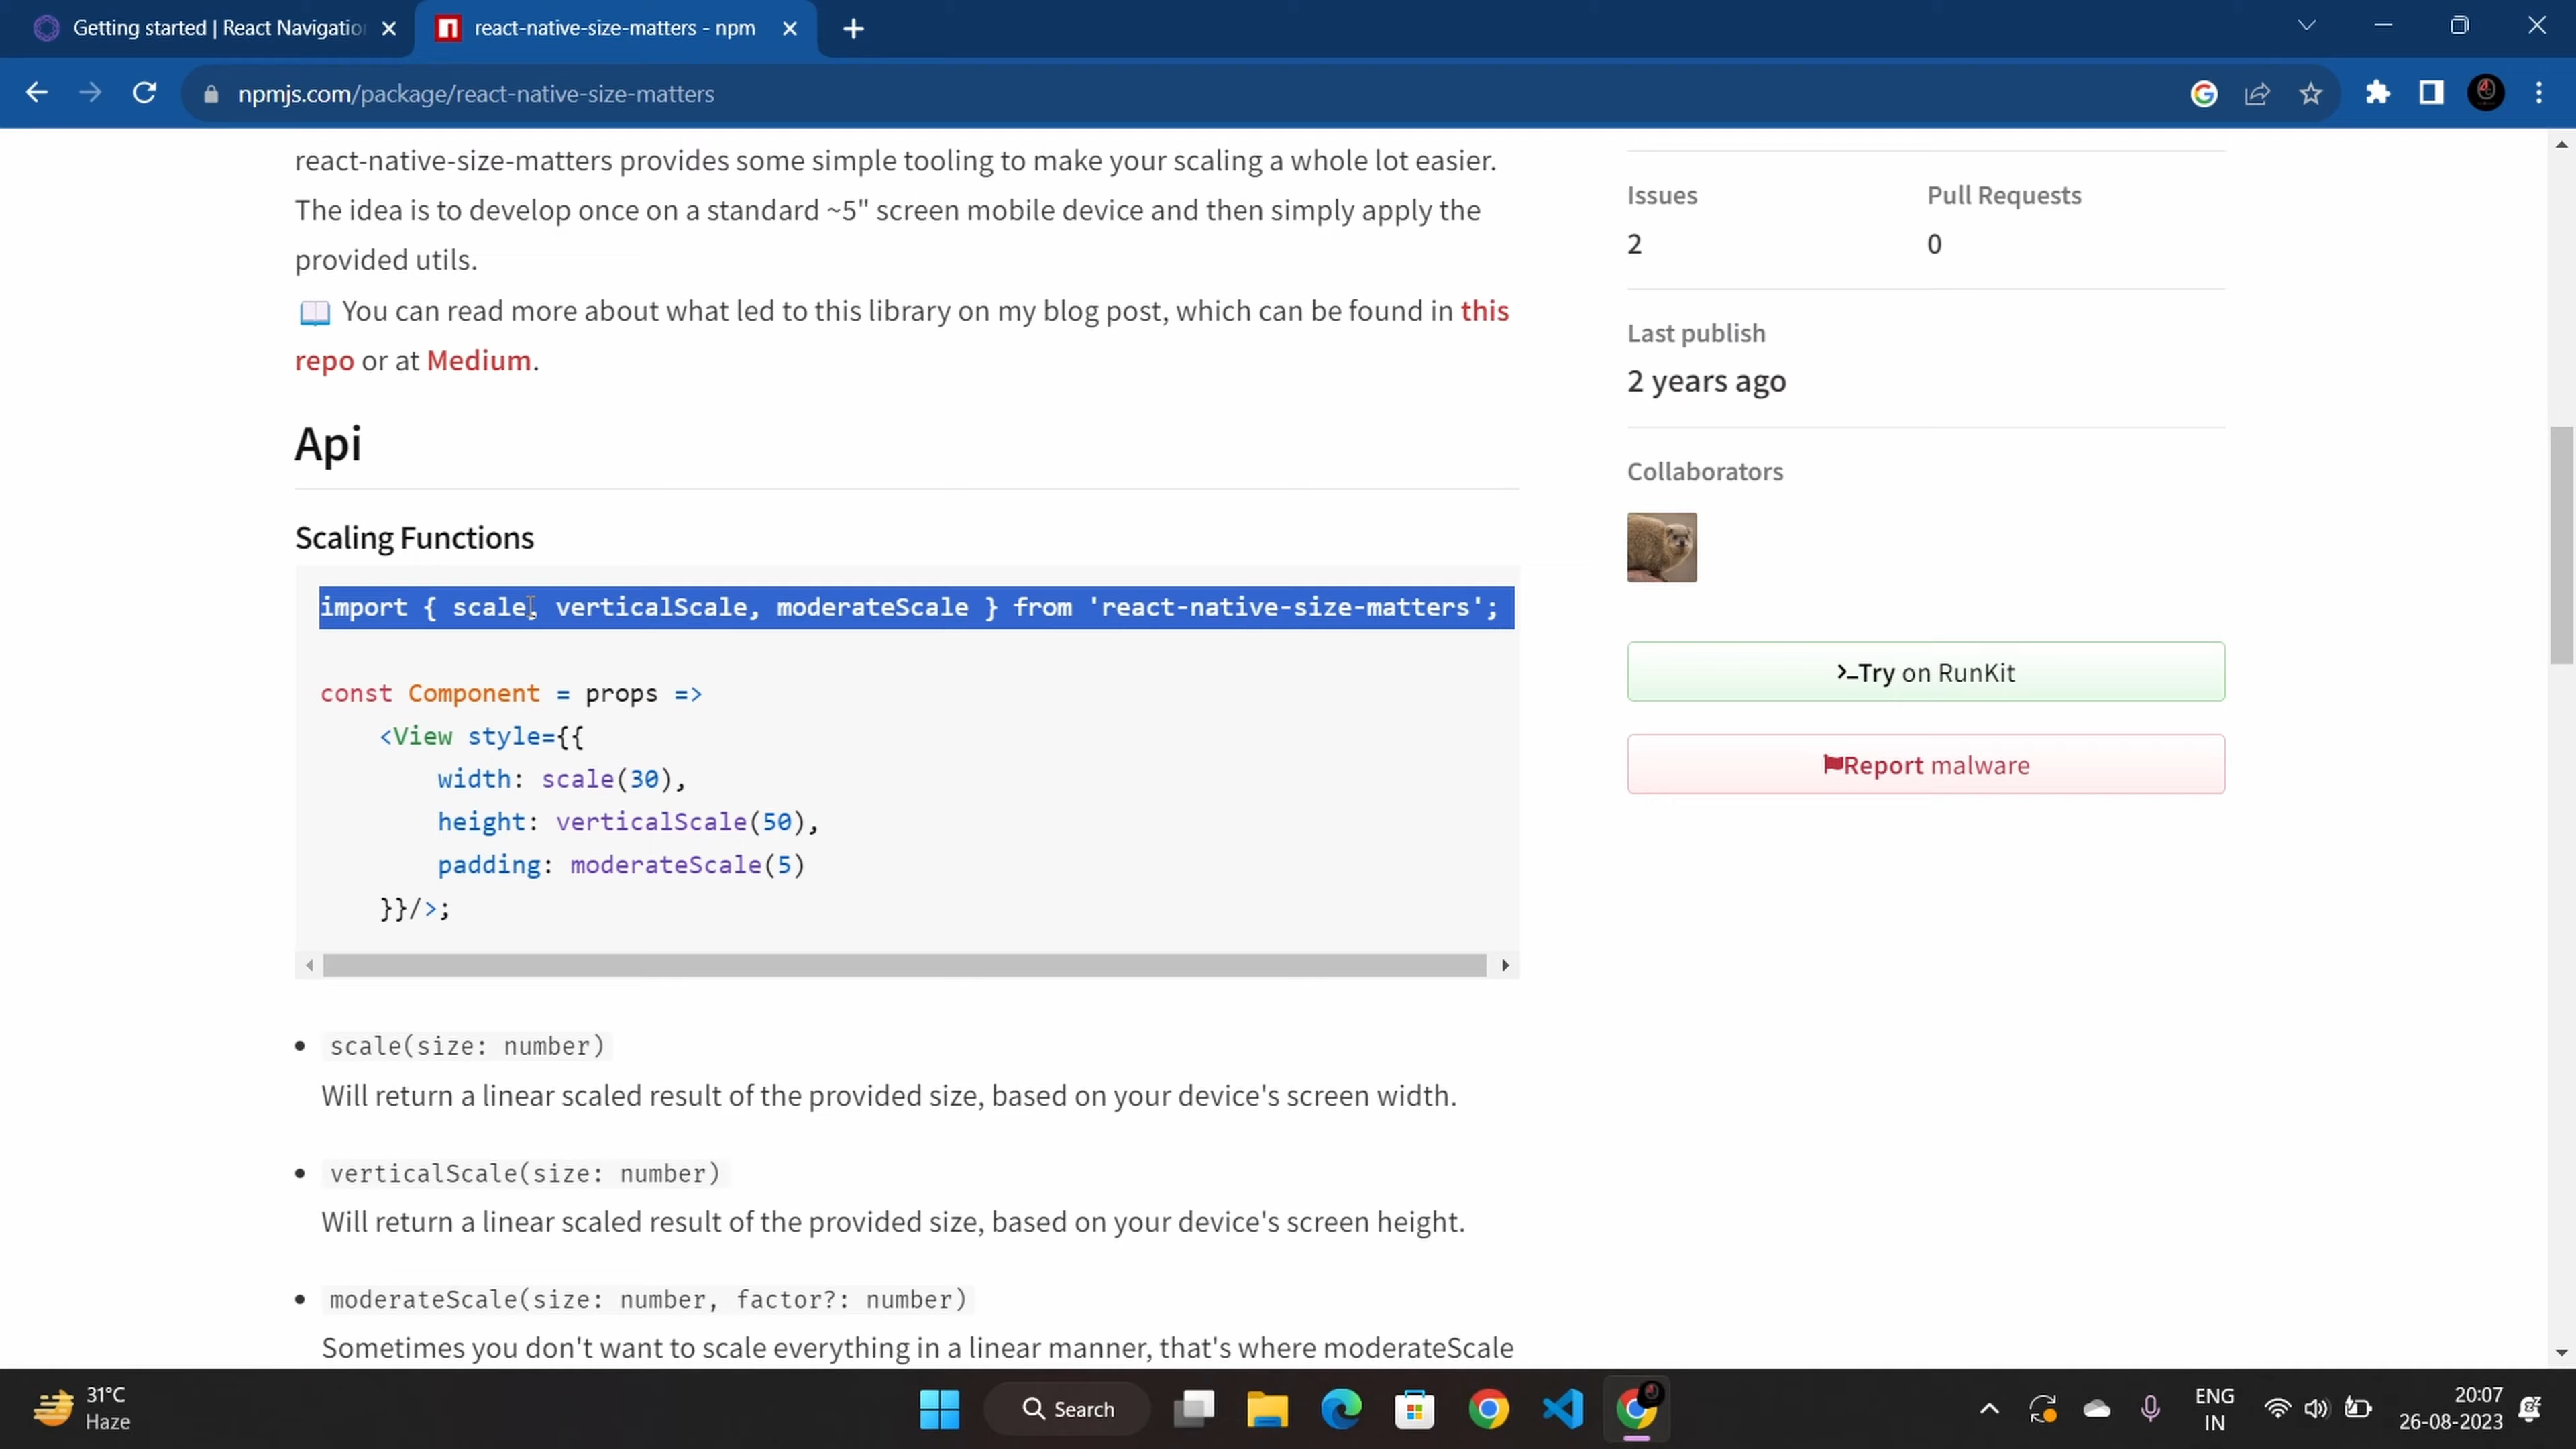 Getting started | React Navigation
react-native-size-matters - npm
npmjs.com/package/react-native-size-matters
react-native-size-matters provides some simple tooling to make your scaling a whole lot easier.
The idea is to develop once on a standard ~5" screen mobile device and then simply apply the
provided utils.
📖 You can read more about what led to this library on my blog post, which can be found in this
repo or at Medium.
Api
Scaling Functions
import { scale, verticalScale, moderateScale } from 'react-native-size-matters';
const Component = props =>
<View style={{
width: scale(30),
height: verticalScale(50),
padding: moderateScale(5)
}}/>;
• scale(size: number)
Will return a linear scaled result of the provided size, based on your device's screen width.
• verticalScale(size: number)
Will return a linear scaled result of the provided size, based on your device's screen height.
• moderateScale(size: number, factor?: number)
Sometimes you don't want to scale everything in a linear manner, that's where moderateScale
Issues Pull Requests
2 0
Last publish
2 years ago
Collaborators
Try on RunKit
Report malware
31°C
Haze
Search
ENG
IN
20:07
26-08-2023